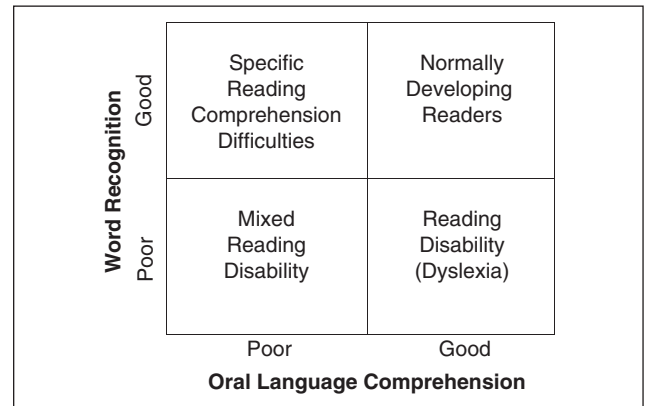 Word Recognition
Good
Poor
Specific
Reading
Comprehension
Difficulties
Normally
Developing
Readers
Mixed
Reading
Disability
Reading
Disability
(Dyslexia)
Poor
Good
Oral Language Comprehension